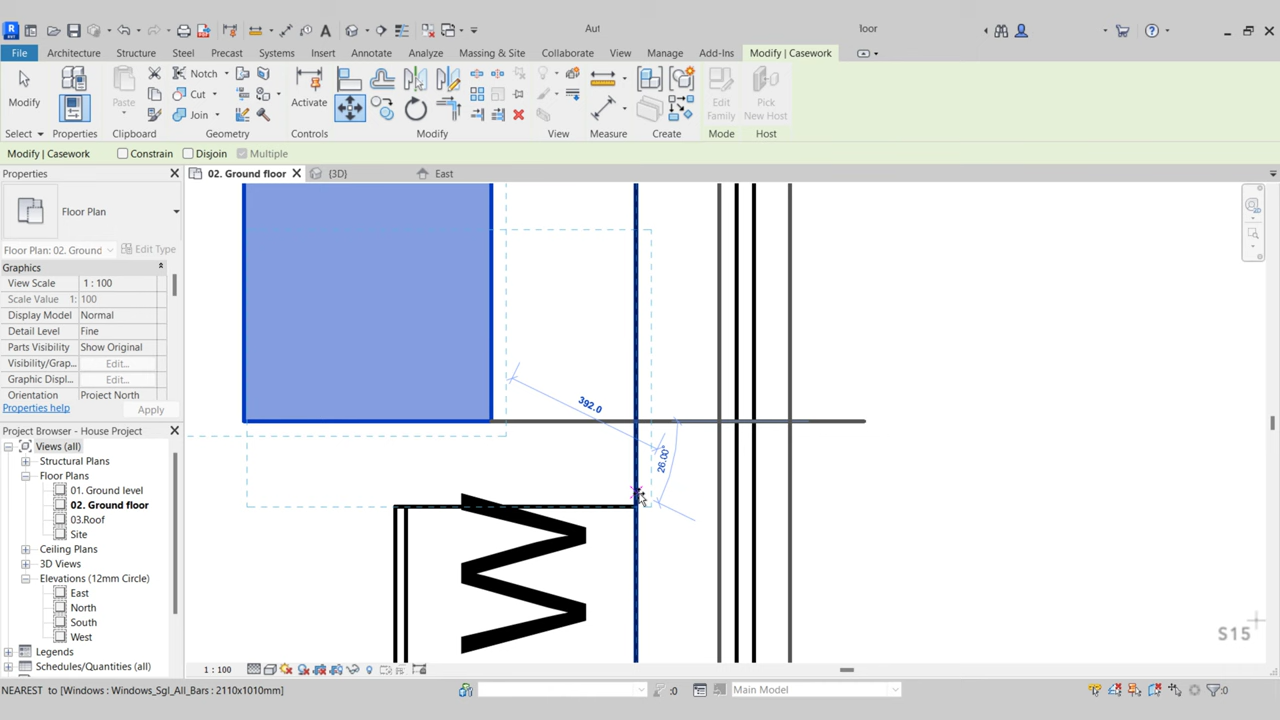 Aut
loor
File
Architecture
Structure
Steel
Precast
Systems
Insert
Annotate
Analyze
Massing & Site
Collaborate
View
Manage
Add-Ins
Modify | Casework
Modify
Properties
Paste
Notch
Cut
Join
Activate
Edit
Family
Pick
New Host
Select
Properties
Clipboard
Geometry
Controls
Modify
View
Measure
Create
Mode
Host
Modify | Casework
Constrain
Disjoin
Multiple
Properties
02. Ground floor
{3D}
East
Floor Plan
Floor Plan: 02. Ground
Edit Type
Graphics
View Scale 1 : 100
Scale Value 1: 100
Display Model Normal
Detail Level Fine
Parts Visibility Show Original
Visibility/Grap... Edit...
Graphic Displ... Edit...
Orientation Project North
Properties help
Apply
Project Browser - House Project
Views (all)
Structural Plans
Floor Plans
01. Ground level
02. Ground floor
03.Roof
Site
Ceiling Plans
3D Views
Elevations (12mm Circle)
East
North
South
West
Legends
Schedules/Quantities (all)
392.0
26.00°
W
S15
1 : 100
NEAREST to [Windows : Windows_Sgl_All_Bars : 2110x1010mm]
:0
Main Model
:0